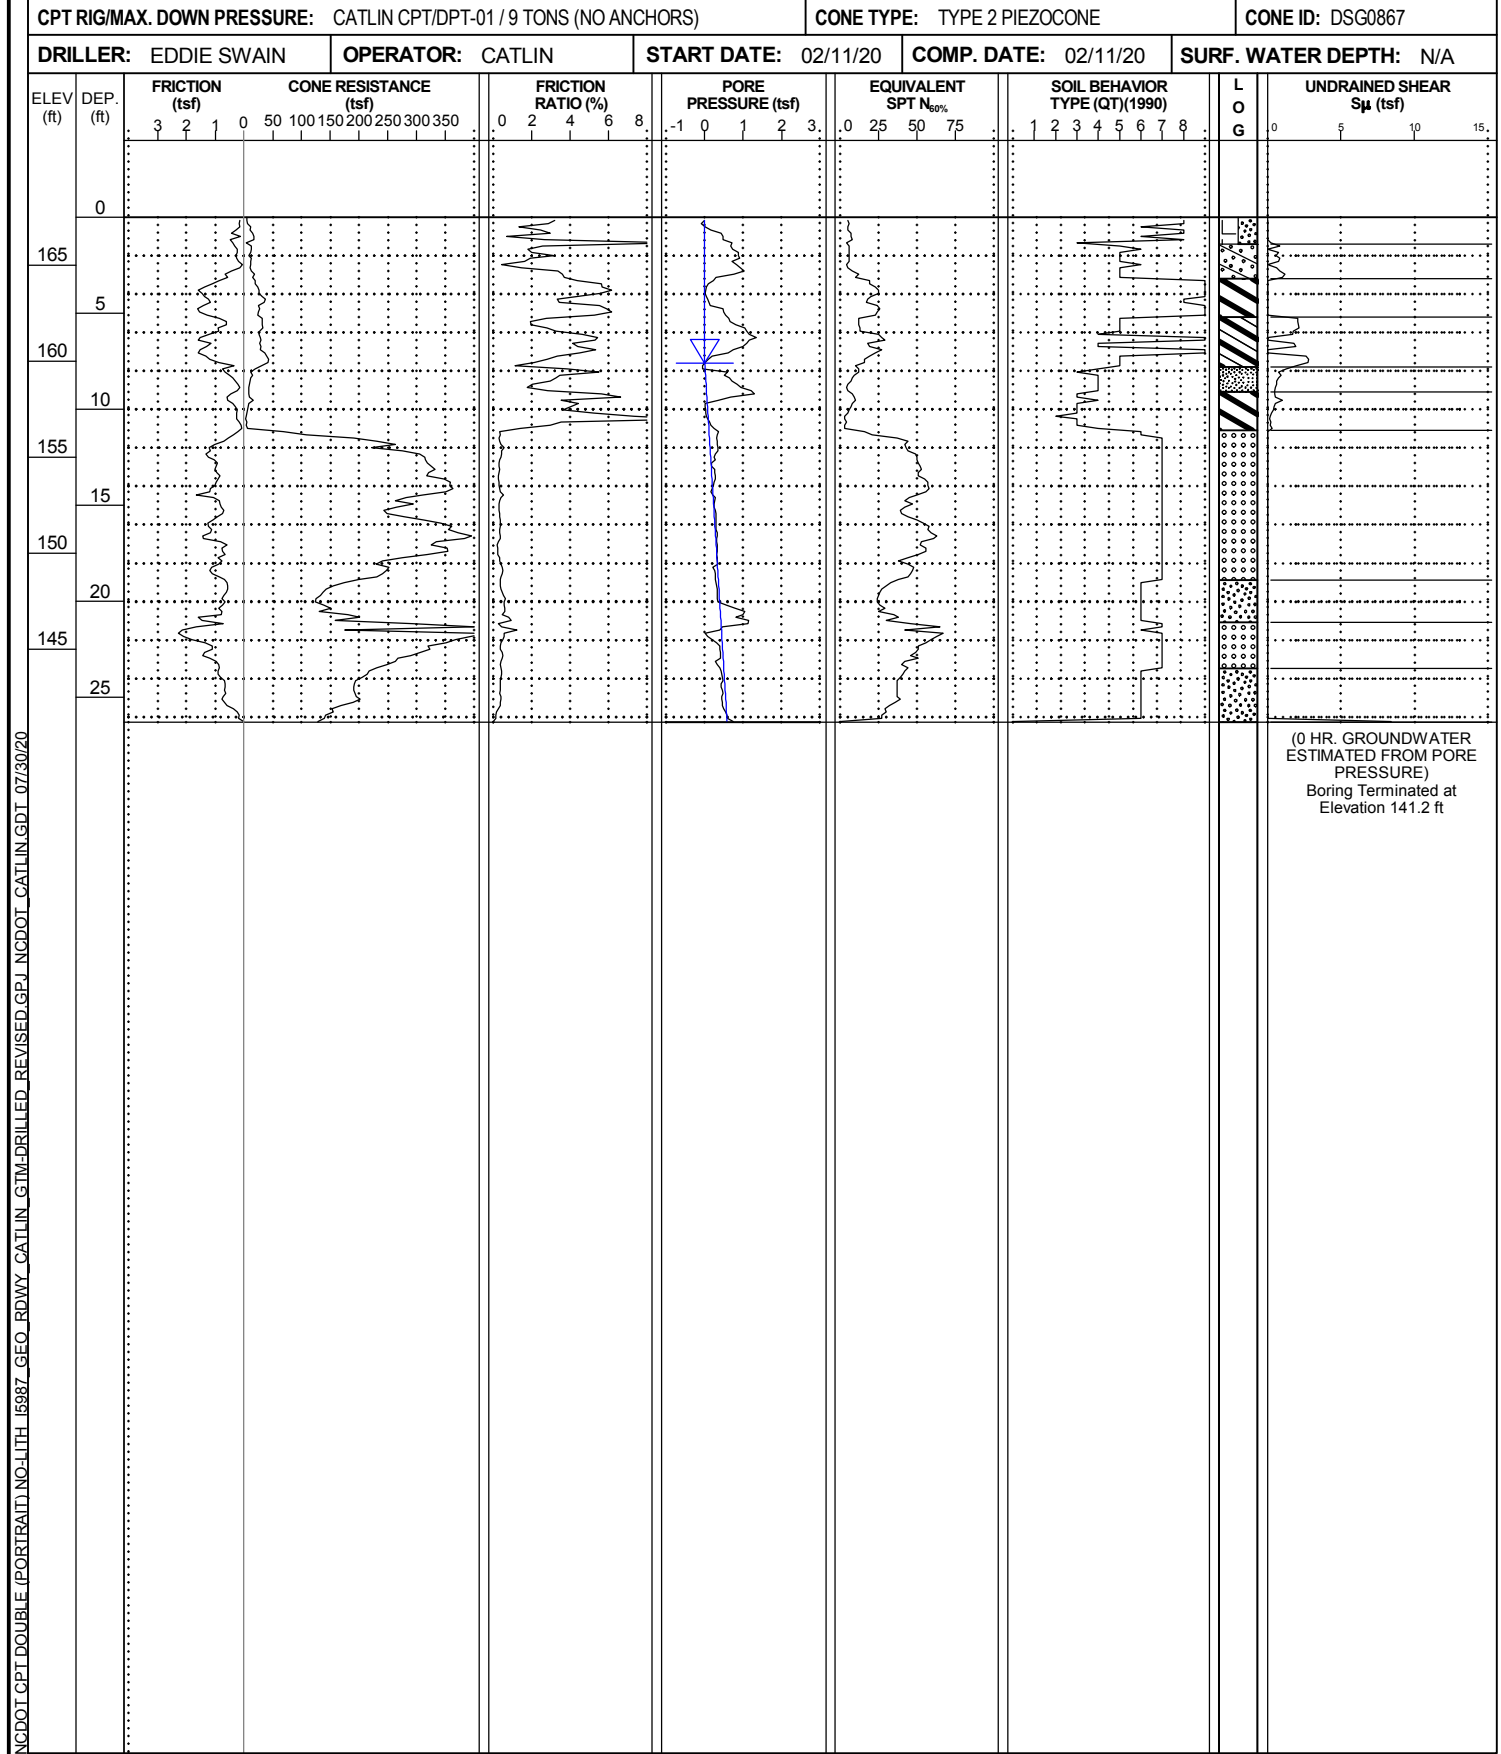 CPT RIG/MAX. DOWN PRESSURE: CATLIN CPT/DPT-01 / 9 TONS (NO ANCHORS) CONE TYPE: TYPE 2 PIEZOCONE CONE ID: DSG0867
DRILLER: EDDIE SWAIN OPERATOR: CATLIN START DATE: 02/11/20 COMP. DATE: 02/11/20 SURF. WATER DEPTH: N/A
ELEV (ft)
DEP. (ft)
FRICTION (tsf)
3 2 1 0
CONE RESISTANCE (tsf)
50 100 150 200 250 300 350
FRICTION RATIO (%)
0 2 4 6 8
PORE PRESSURE (tsf)
-1 0 1 2 3
EQUIVALENT SPT N60%
0 25 50 75
SOIL BEHAVIOR TYPE (QT)(1990)
1 2 3 4 5 6 7 8
L
O
G
UNDRAINED SHEAR
Sμ (tsf)
0 5 10 15
0
165
5
160
10
155
15
150
20
145
25
(0 HR. GROUNDWATER
ESTIMATED FROM PORE
PRESSURE)
Boring Terminated at
Elevation 141.2 ft
NCDOT CPT DOUBLE (PORTRAIT) NO-LITH I5987_GEO_RDWY_CATLIN_GTM-DRILLED_REVISED.GPJ NCDOT_CATLIN.GDT 07/30/20